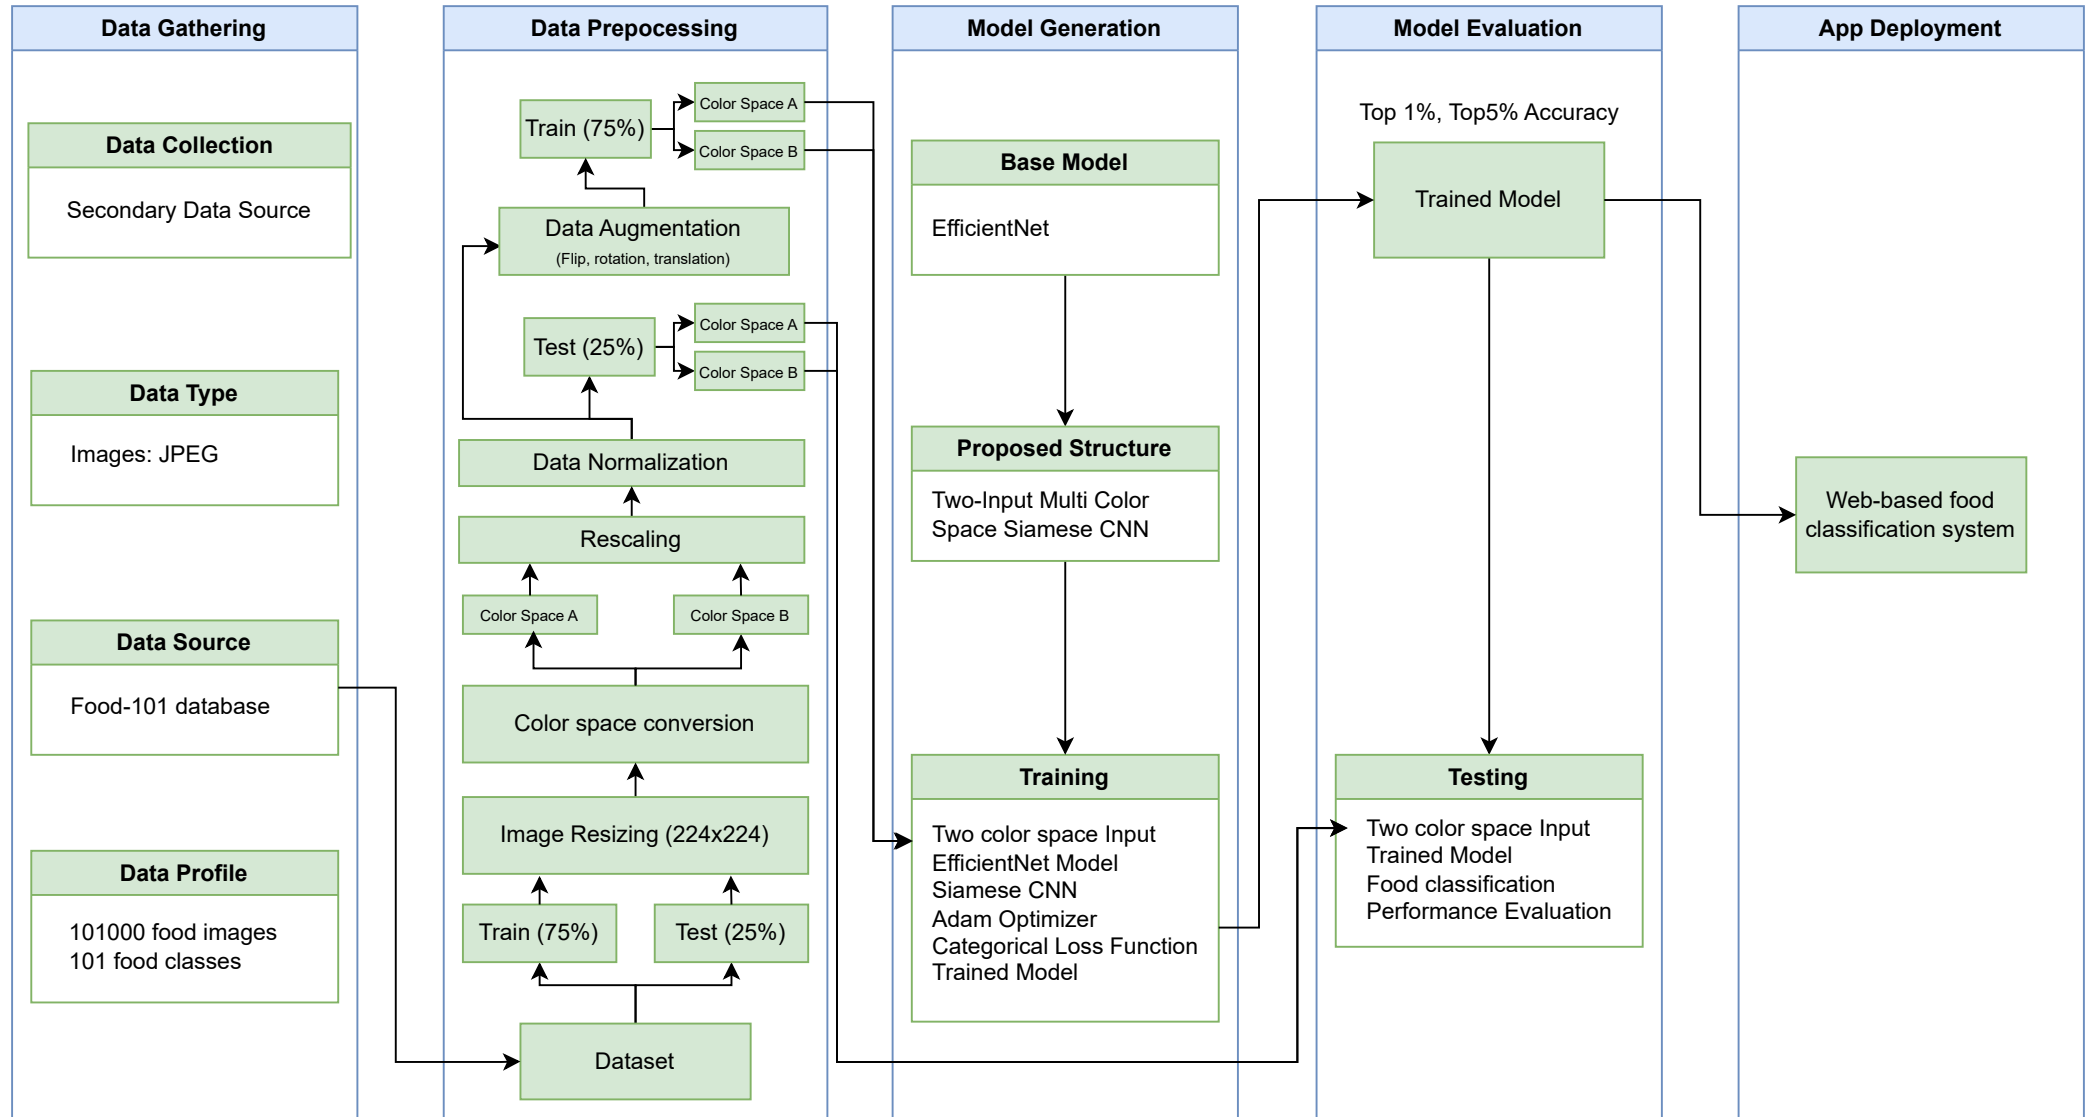 Data Gathering
Data Collection
Secondary Data Source
Data Type
Images: JPEG
Data Source
Food-101 database
Data Profile
101000 food images
101 food classes
Data Prepocessing
Train (75%)
Color Space A
Color Space B
Data Augmentation
(Flip, rotation, translation)
Test (25%)
Color Space A
Color Space B
Data Normalization
Rescaling
Color Space A
Color Space B
Color space conversion
Image Resizing (224x224)
Train (75%)
Test (25%)
Dataset
Model Generation
Base Model
EfficientNet
Proposed Structure
Two-Input Multi Color
Space Siamese CNN
Training
Two color space Input
EfficientNet Model
Siamese CNN
Adam Optimizer
Categorical Loss Function
Trained Model
Model Evaluation
Top 1%, Top5% Accuracy
Trained Model
Testing
Two color space Input
Trained Model
Food classification
Performance Evaluation
App Deployment
Web-based food
classification system